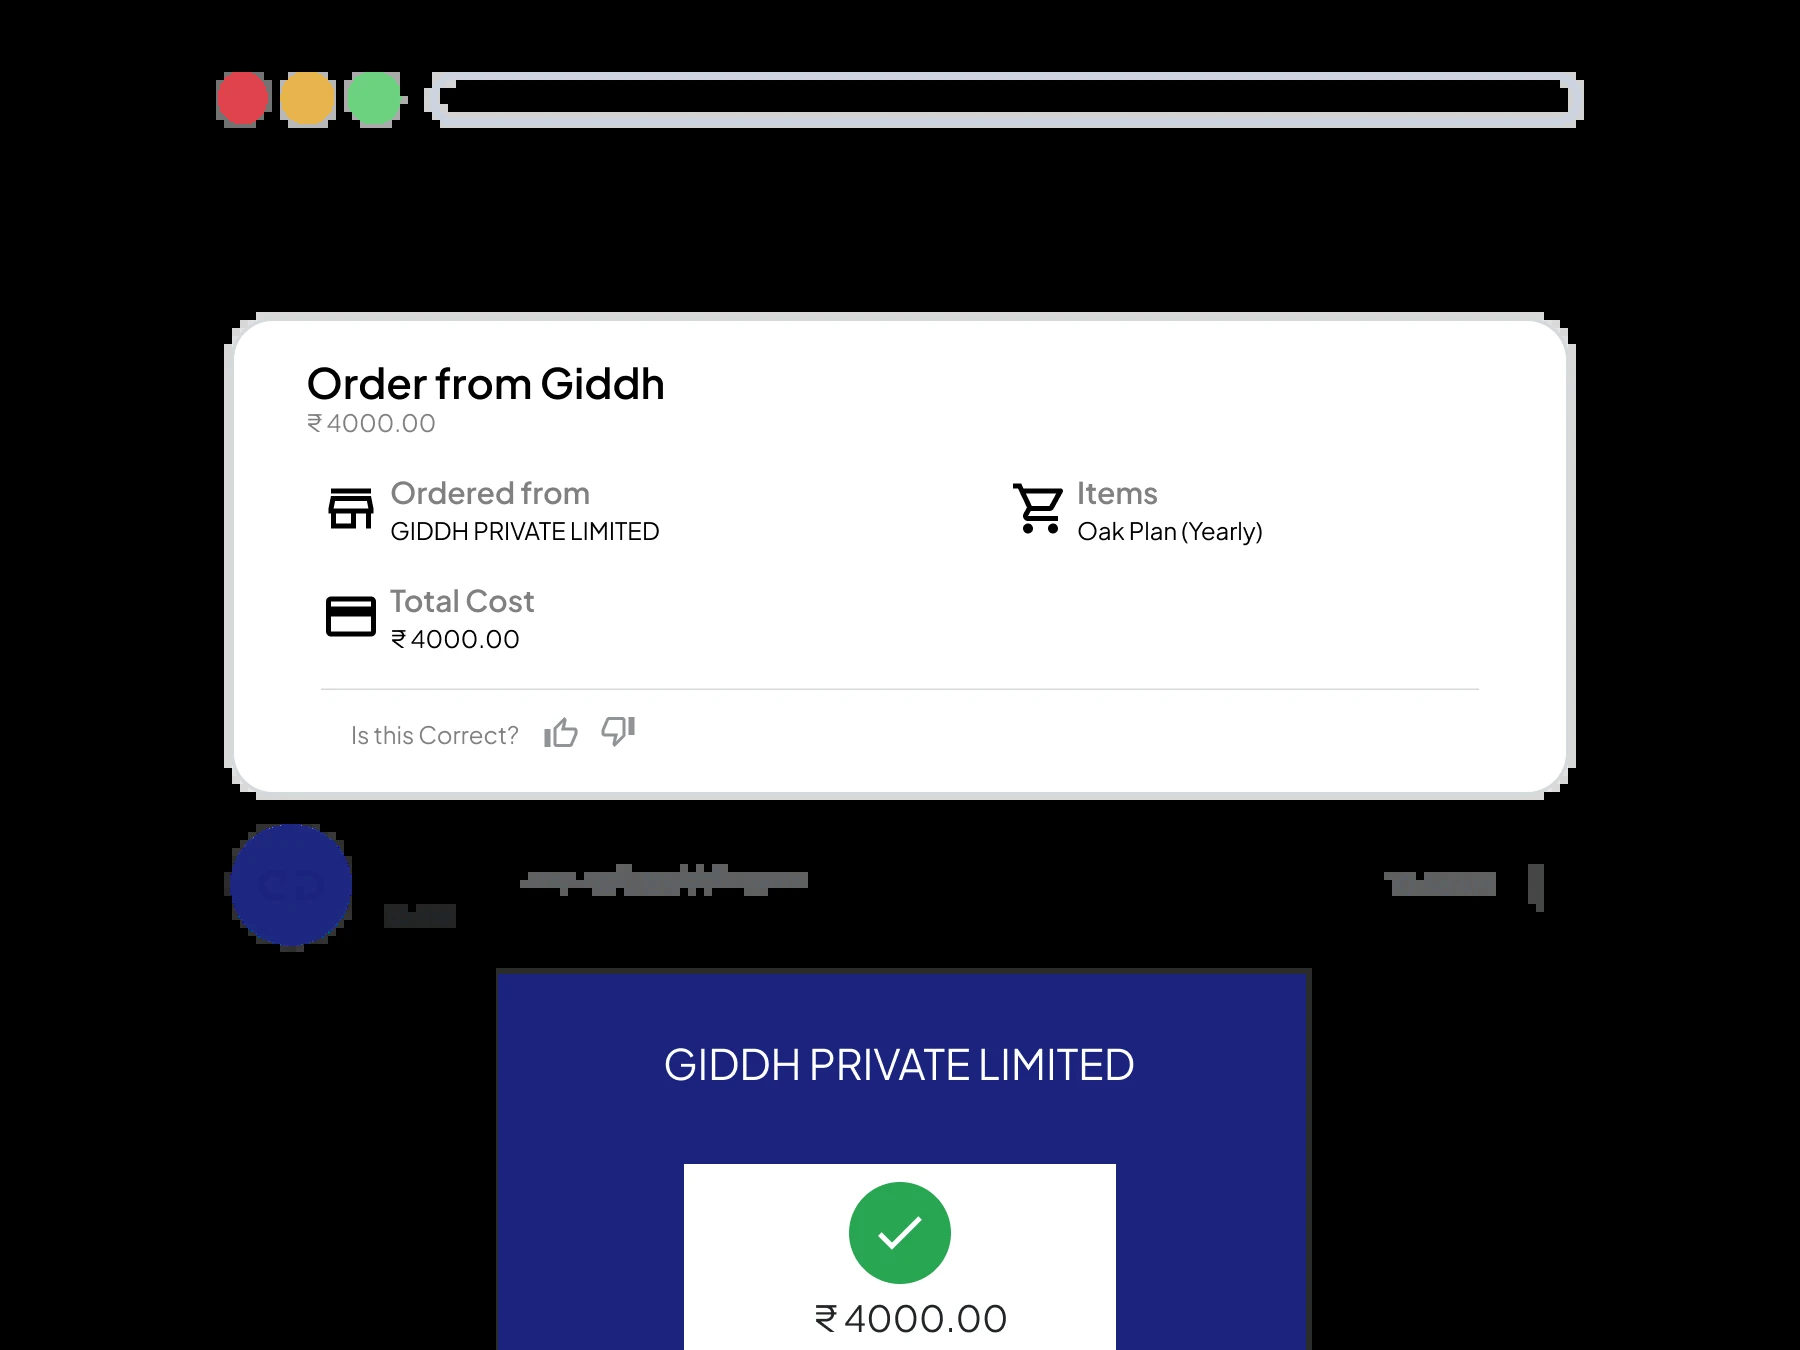 Order from Giddh
₹ 4000.00
Ordered from
GIDDH PRIVATE LIMITED
Items
Oak Plan (Yearly)
Total Cost
₹ 4000.00
Is this Correct?
GIDDH PRIVATE LIMITED
₹ 4000.00